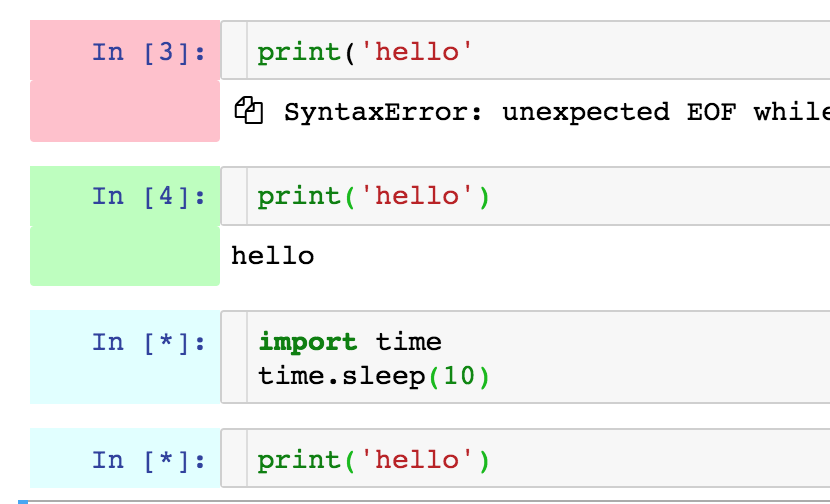 In [3]: print('hello'
SyntaxError: unexpected EOF while
In [4]: print('hello')
hello
In [*]: import time
time.sleep(10)
In [*]: print('hello')